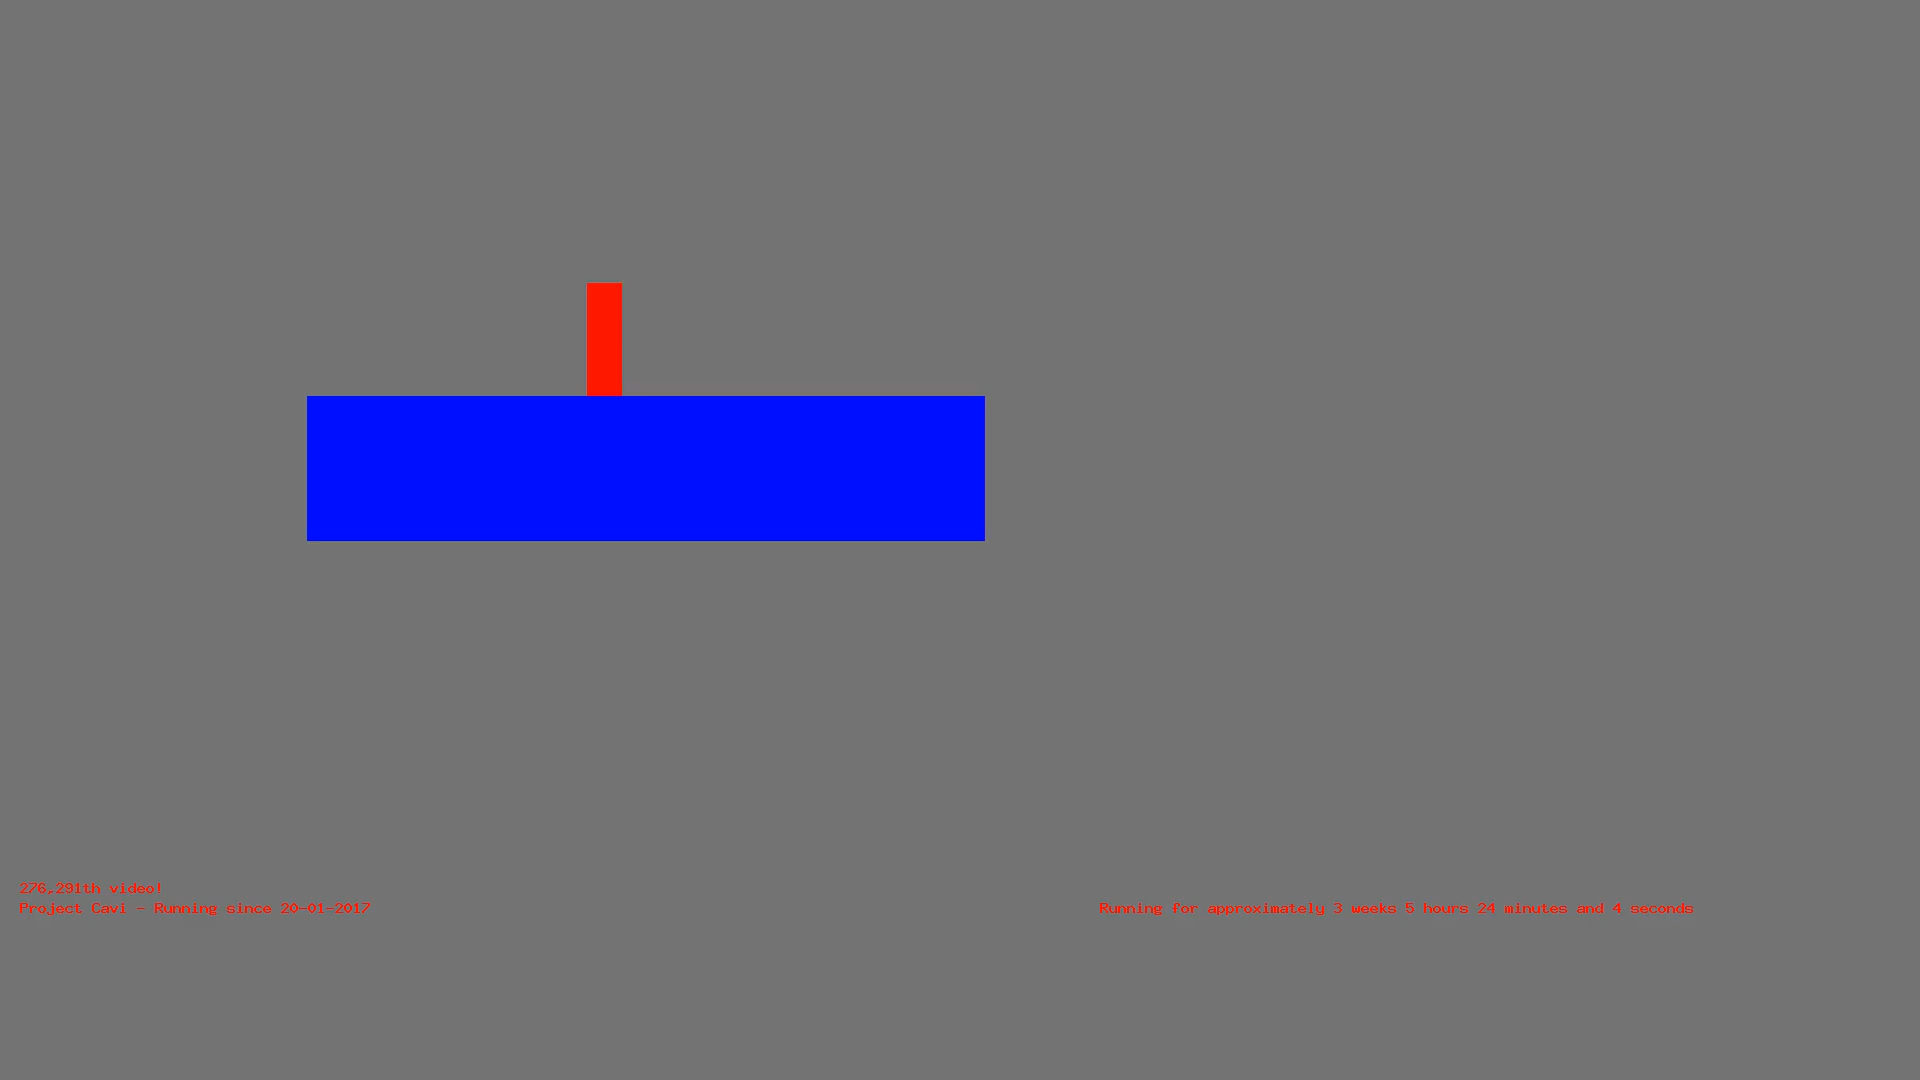 276,291th video!
Project Cavi - Running since 20-01-2017
Running for approximately 3 weeks 5 hours 24 minutes and 4 seconds